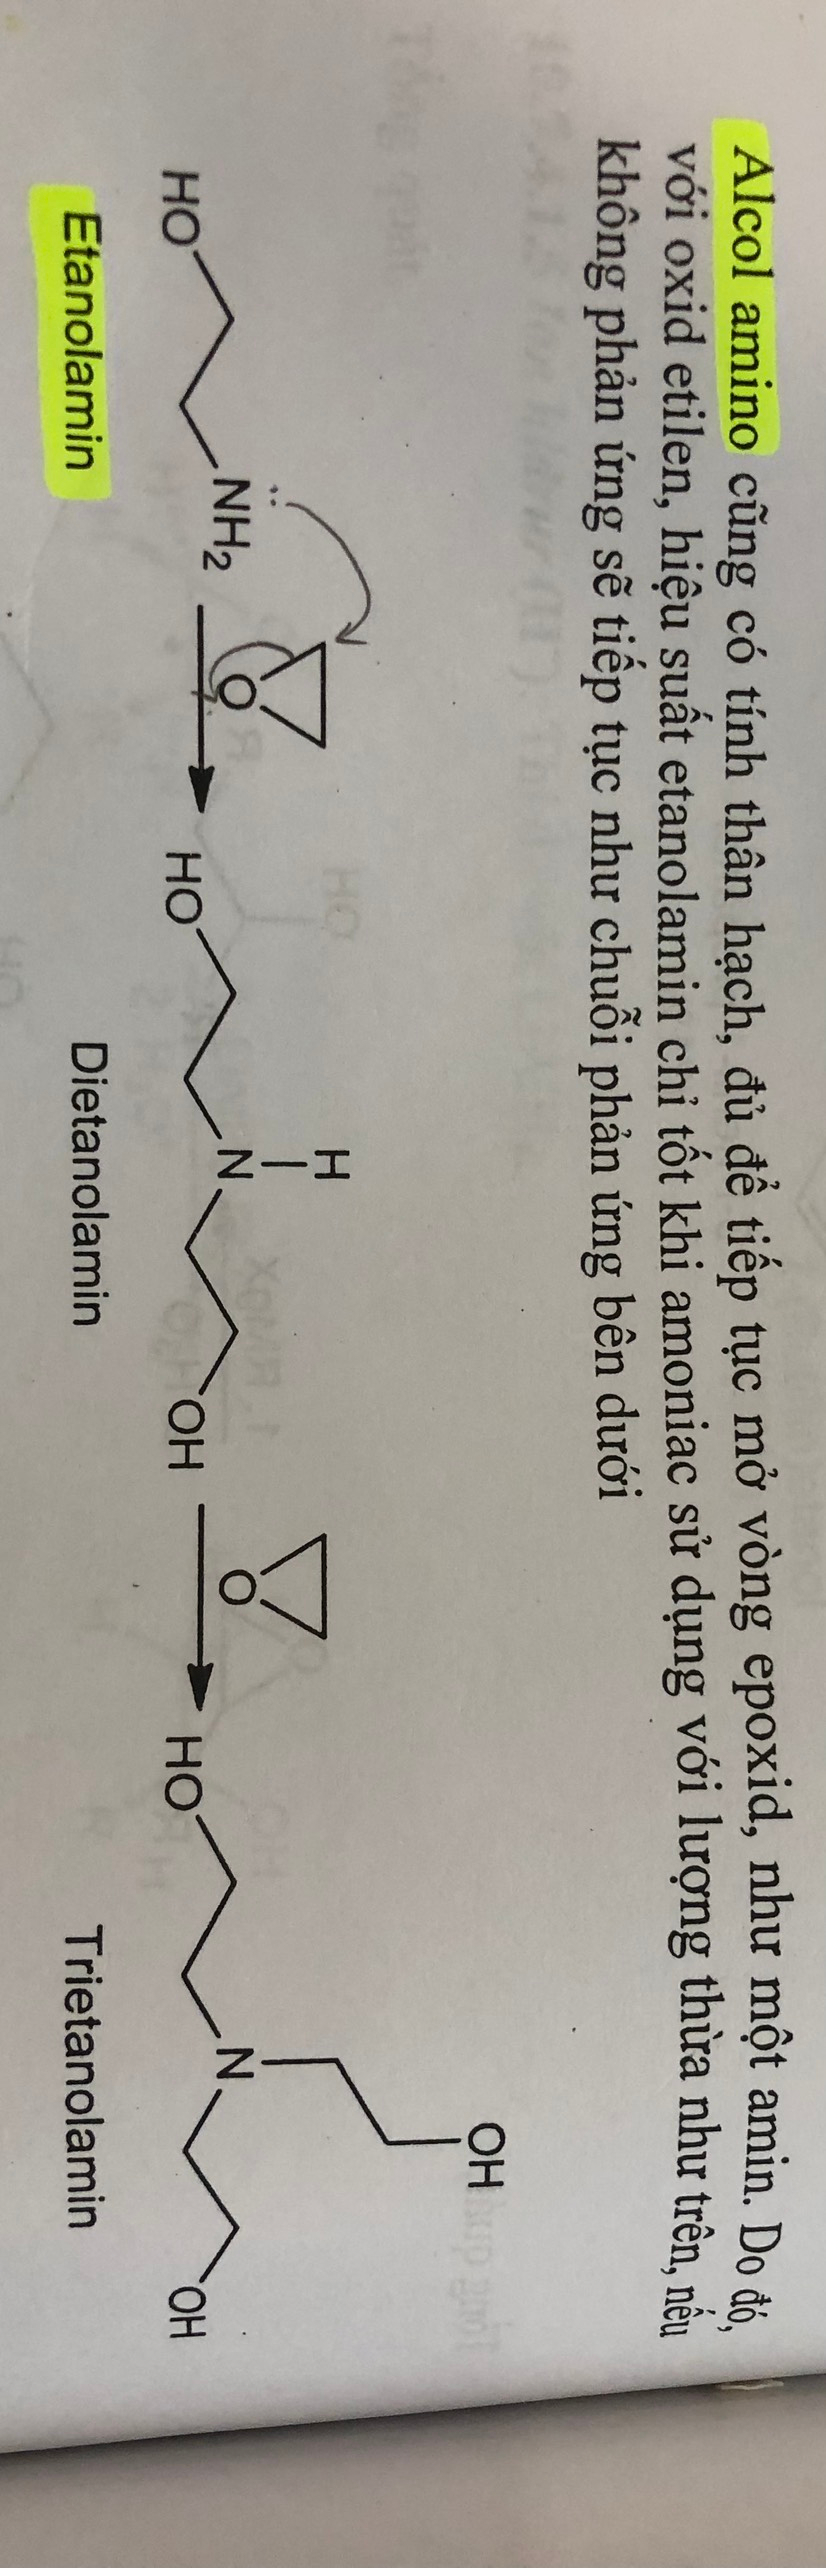 Alcol amino cũng có tính thân hạch, đủ để tiếp tục mở vòng epoxid, như một amin. Do đó,
với oxid etilen, hiệu suất etanolamin chỉ tốt khi amoniac sử dụng với lượng thừa như trên, nếu
không phản ứng sẽ tiếp tục như chuỗi phản ứng bên dưới
OH
H
O
O
HO
NH₂
HO
N
OH
HO
N
OH
Etanolamin
Dietanolamin
Trietanolamin